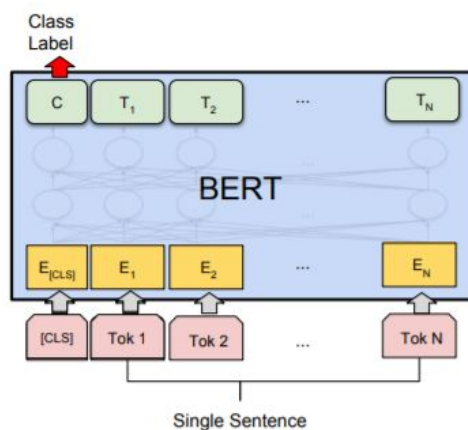 Class
Label
C T1 T2 ... TN
...
BERT
...
E[CLS] E1 E2 ... EN
[CLS] Tok 1 Tok 2 ... Tok N
Single Sentence